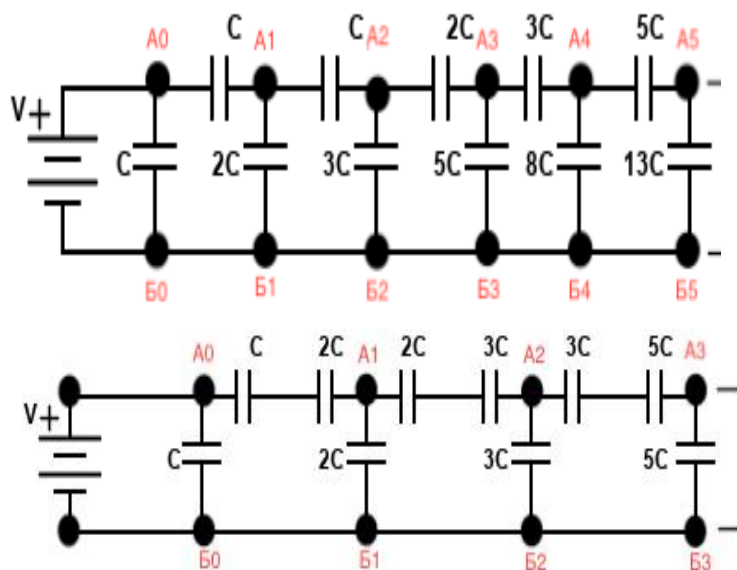 C C 2C 3C 5C
A0 A1 A2 A3 A4 A5
V+
C 2C 3C 5C 8C 13C
Б0 Б1 Б2 Б3 Б4 Б5
A0 C 2C A1 2C 3C A2 3C 5C A3
V+
C 2C 3C 5C
Б0 Б1 Б2 Б3